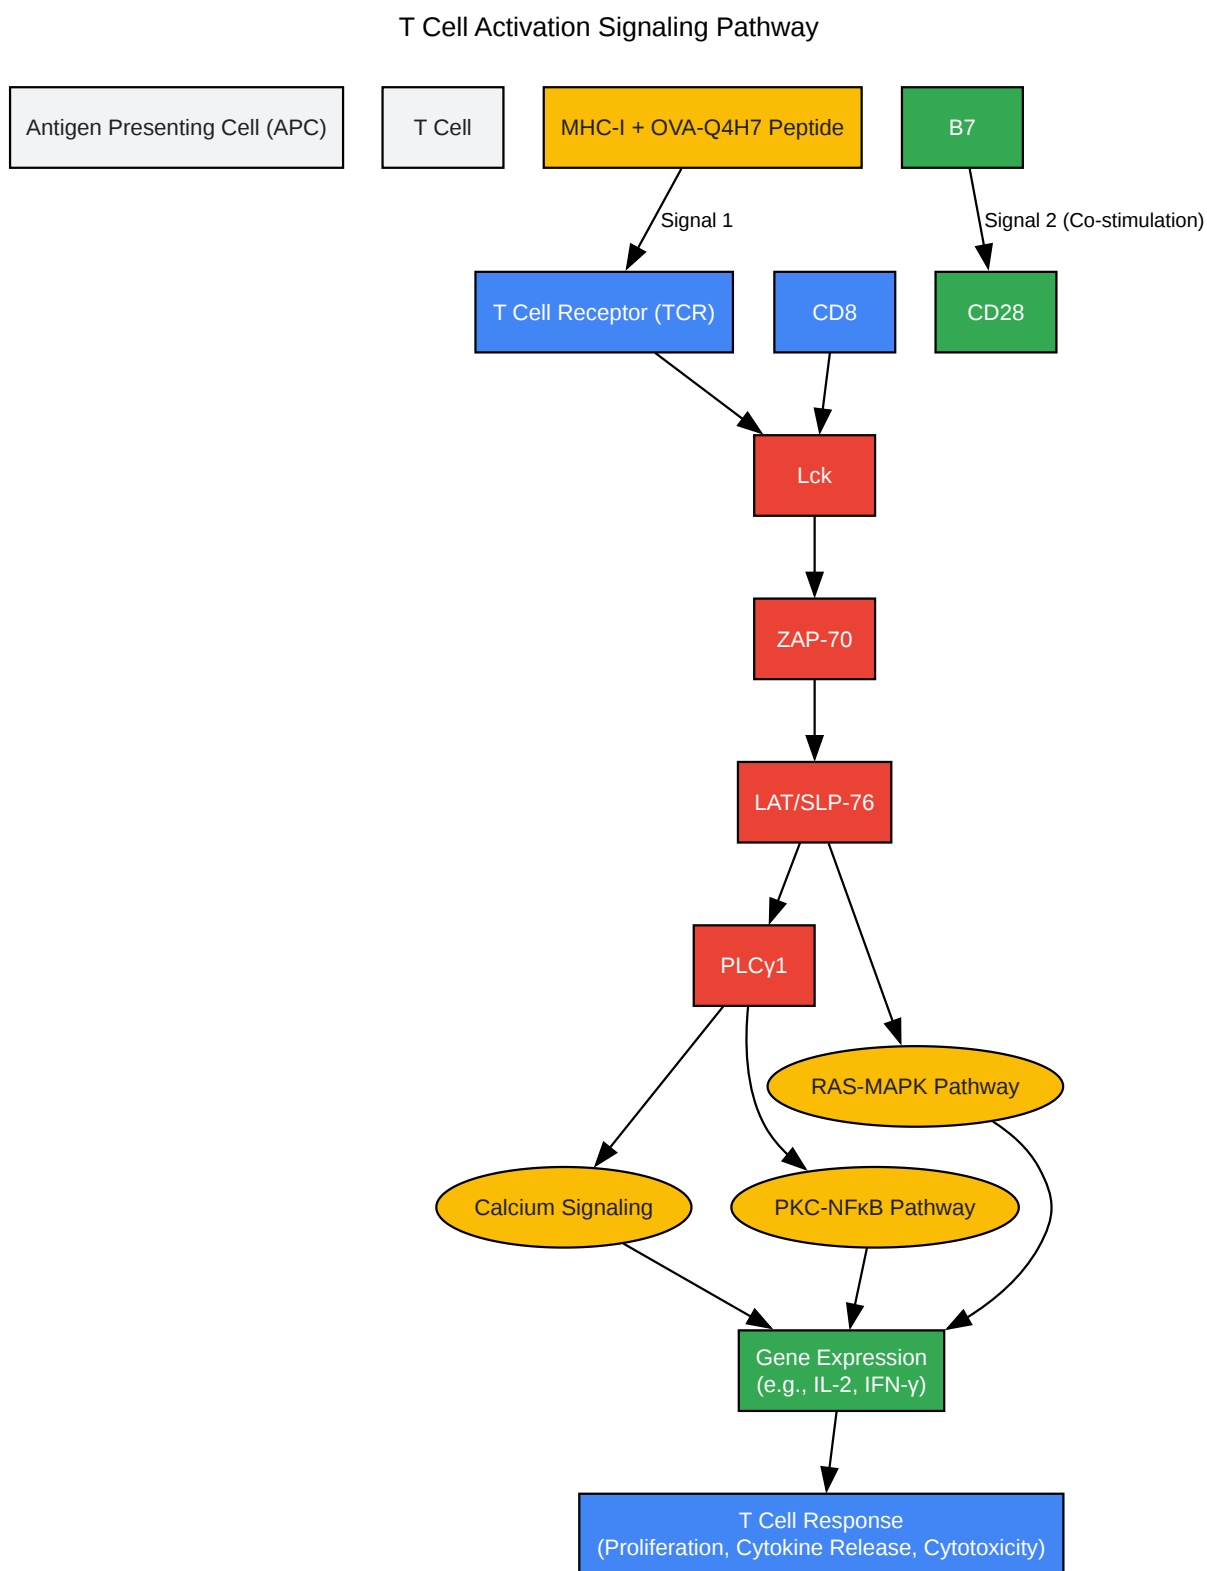 T Cell Activation Signaling Pathway
Antigen Presenting Cell (APC)
T Cell
MHC-I + OVA-Q4H7 Peptide
B7
Signal 1
Signal 2 (Co-stimulation)
T Cell Receptor (TCR)
CD8
CD28
Lck
ZAP-70
LAT/SLP-76
PLCγ1
RAS-MAPK Pathway
Calcium Signaling
PKC-NFκB Pathway
Gene Expression
(e.g., IL-2, IFN-γ)
T Cell Response
(Proliferation, Cytokine Release, Cytotoxicity)